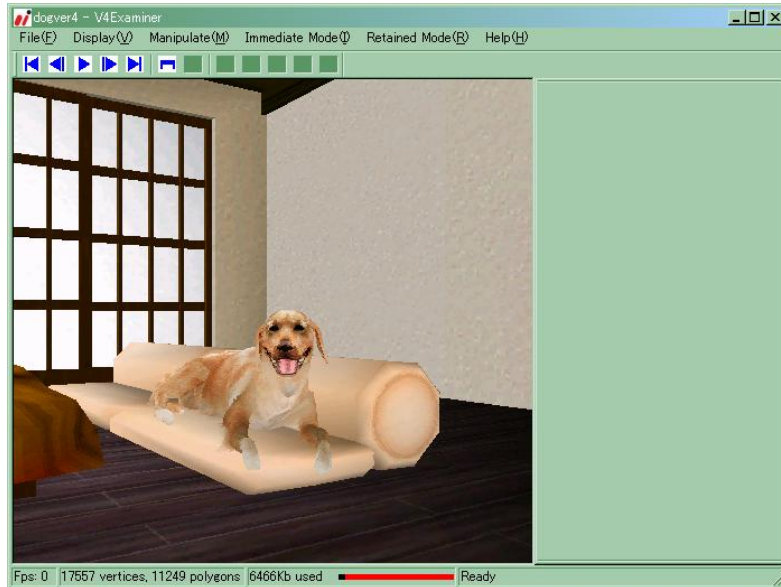 dogver4 - V4Examiner
File(F) Display(V) Manipulate(M) Immediate Mode(I) Retained Mode(R) Help(H)
Fps: 0 17557 vertices, 11249 polygons 6466Kb used Ready